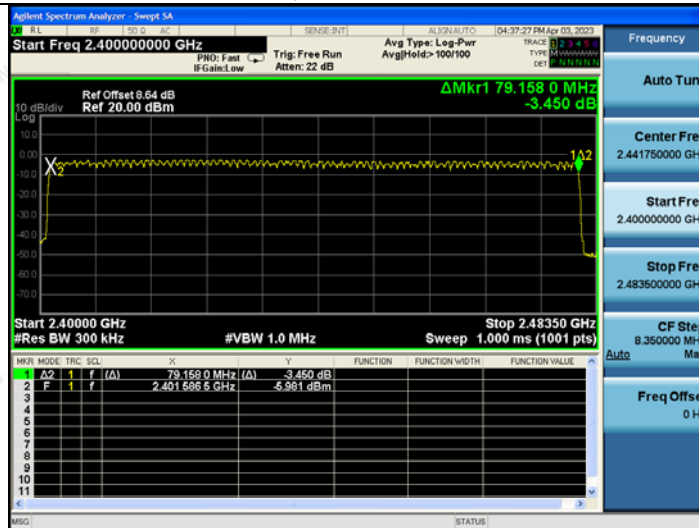 Agilent Spectrum Analyzer - Swept SA
RL RF 50 Ω AC SENSE:INT ALIGN AUTO 04:37:27 PM Apr 03, 2023
Start Freq 2.400000000 GHz
PNO: Fast
IFGain:Low
Trig: Free Run
Atten: 22 dB
Avg Type: Log-Pwr
Avg|Hold:> 100/100
TRACE 1 2 3 4 5 6
TYPE M
DET P N N N N N
Ref Offset 8.64 dB
Ref 20.00 dBm
ΔMkr1 79.158 0 MHz
-3.450 dB
10 dB/div
Log
10.0
0.00
-10.0
-20.0
-30.0
-40.0
-50.0
-60.0
-70.0
2
1Δ2
Start 2.40000 GHz
#Res BW 300 kHz
#VBW 1.0 MHz
Stop 2.48350 GHz
Sweep 1.000 ms (1001 pts)
MKR MODE TRC SCL X Y FUNCTION FUNCTION WIDTH FUNCTION VALUE
1 Δ2 1 f (Δ) 79.158 0 MHz (Δ) -3.450 dB
2 F 1 f 2.401 586 5 GHz -5.981 dBm
3
4
5
6
7
8
9
10
11
MSG STATUS
Frequency
Auto Tun
Center Fre
2.441750000 GH
Start Fre
2.400000000 GH
Stop Fre
2.483500000 GH
CF Ste
8.350000 MH
Auto Ma
Freq Offse
0 H